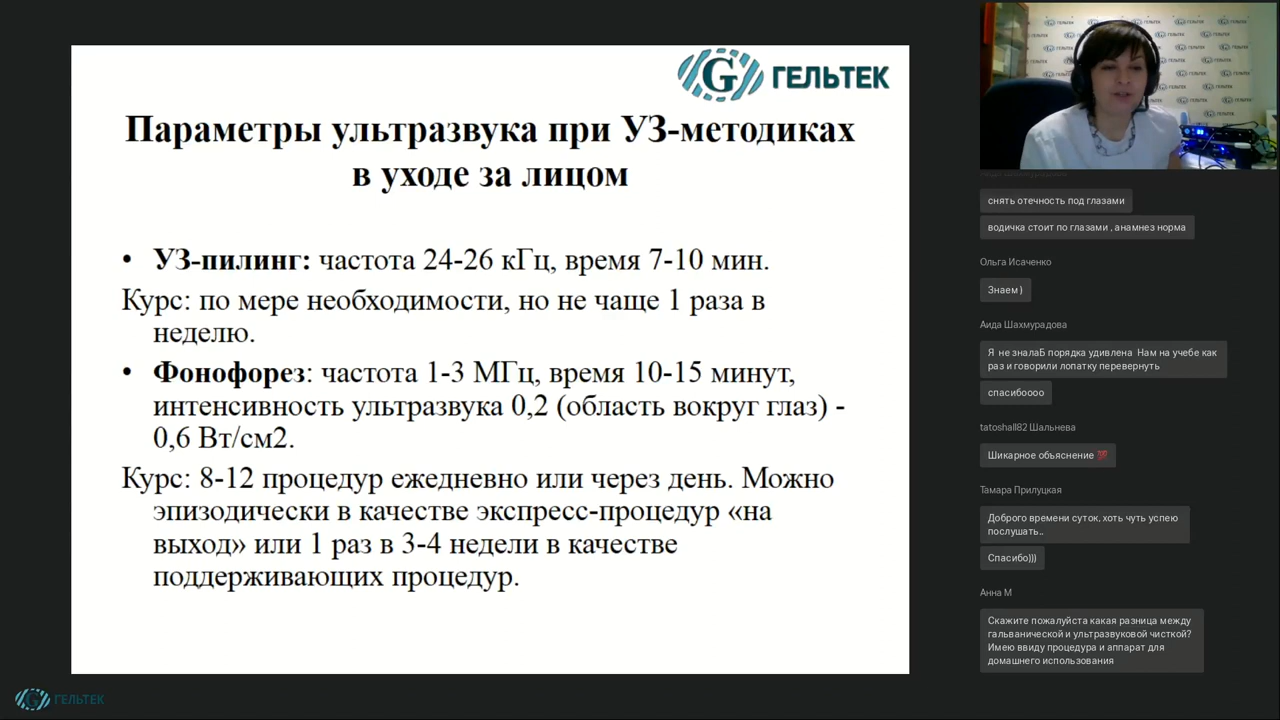 ГЕЛЬТЕК
Параметры ультразвука при УЗ-методиках
в уходе за лицом
• УЗ-пилинг: частота 24-26 кГц, время 7-10 мин.
Курс: по мере необходимости, но не чаще 1 раза в
неделю.
• Фонофорез: частота 1-3 МГц, время 10-15 минут,
интенсивность ультразвука 0,2 (область вокруг глаз) -
0,6 Вт/см2.
Курс: 8-12 процедур ежедневно или через день. Можно
эпизодически в качестве экспресс-процедур «на
выход» или 1 раз в 3-4 недели в качестве
поддерживающих процедур.
ГЕЛЬТЕК
снять отечность под глазами
водичка стоит по глазами , анамнез норма
Ольга Исаченко
Знаем )
Аида Шахмурадова
Я не зналаБ порядка удивлена Нам на учебе как
раз и говорили лопатку перевернуть
спасибоооо
tatoshall82 Шальнева
Шикарное объяснение 💯
Тамара Прилуцкая
Доброго времени суток. хоть чуть успею
послушать..
Спасибо)))
Анна М
Скажите пожалуйста какая разница между
гальванической и ультразвуковой чисткой?
Имею ввиду процедура и аппарат для
домашнего использования